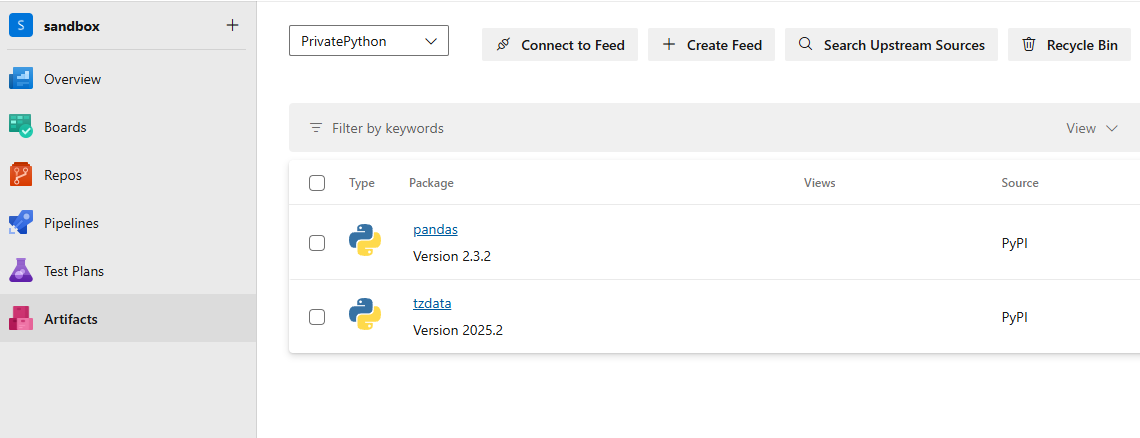 S sandbox
Overview
Boards
Repos
Pipelines
Test Plans
Artifacts
PrivatePython Connect to Feed Create Feed Search Upstream Sources Recycle Bin
Filter by keywords View
Type Package Views Source
pandas
Version 2.3.2
PyPI
tzdata
Version 2025.2
PyPI